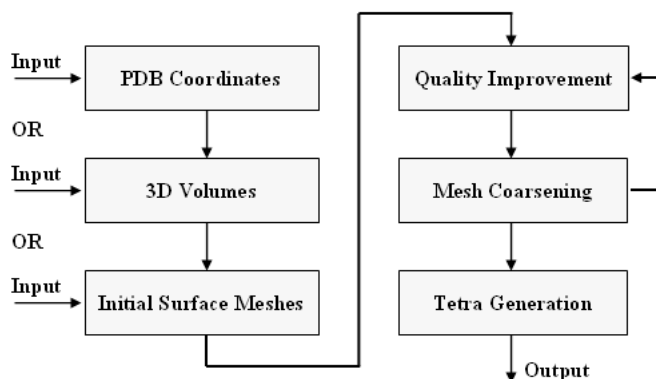 Input
PDB Coordinates
OR
Input
3D Volumes
OR
Input
Initial Surface Meshes
Quality Improvement
Mesh Coarsening
Tetra Generation
Output